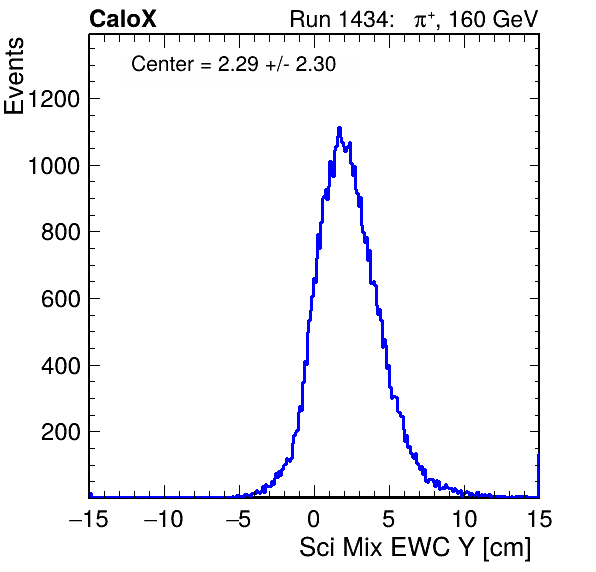 CaloX Run 1434: π⁺, 160 GeV
Center = 2.29 +/- 2.30
Events
1200
1000
800
600
400
200
−15 −10 −5 0 5 10 15
Sci Mix EWC Y [cm]